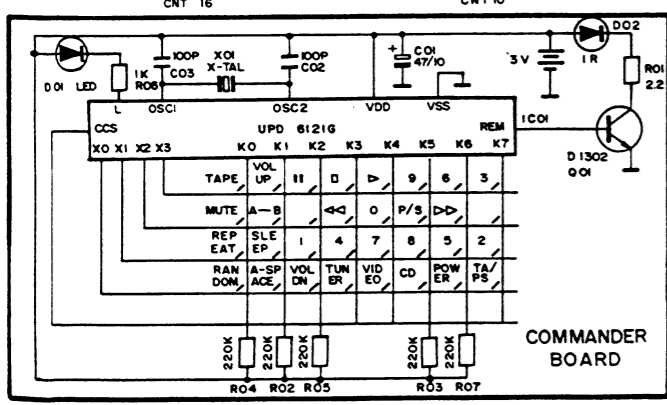 CNT 16 CNT 10
D02
100P X01 100P C01 3V IR R01
C03 X-TAL C02 47/10 2.2
1K
D01 LED R06
L OSC1 OSC2 VDD VSS
CCS UPD 6121G REM IC01
X0 X1 X2 X3 K0 K1 K2 K3 K4 K5 K6 K7 D1302
Q01
TAPE VOL UP II □ ▷ 9 6 3
MUTE A—B ◁◁ 0 P/S ▷▷
REP EAT SLE EP 1 4 7 8 5 2
RAN DOM A-SP ACE VOL DN TUN ER VID EO CD POW ER TA/ PS
220K 220K 220K 220K 220K
R04 R02 R05 R03 R07
COMMANDER
BOARD